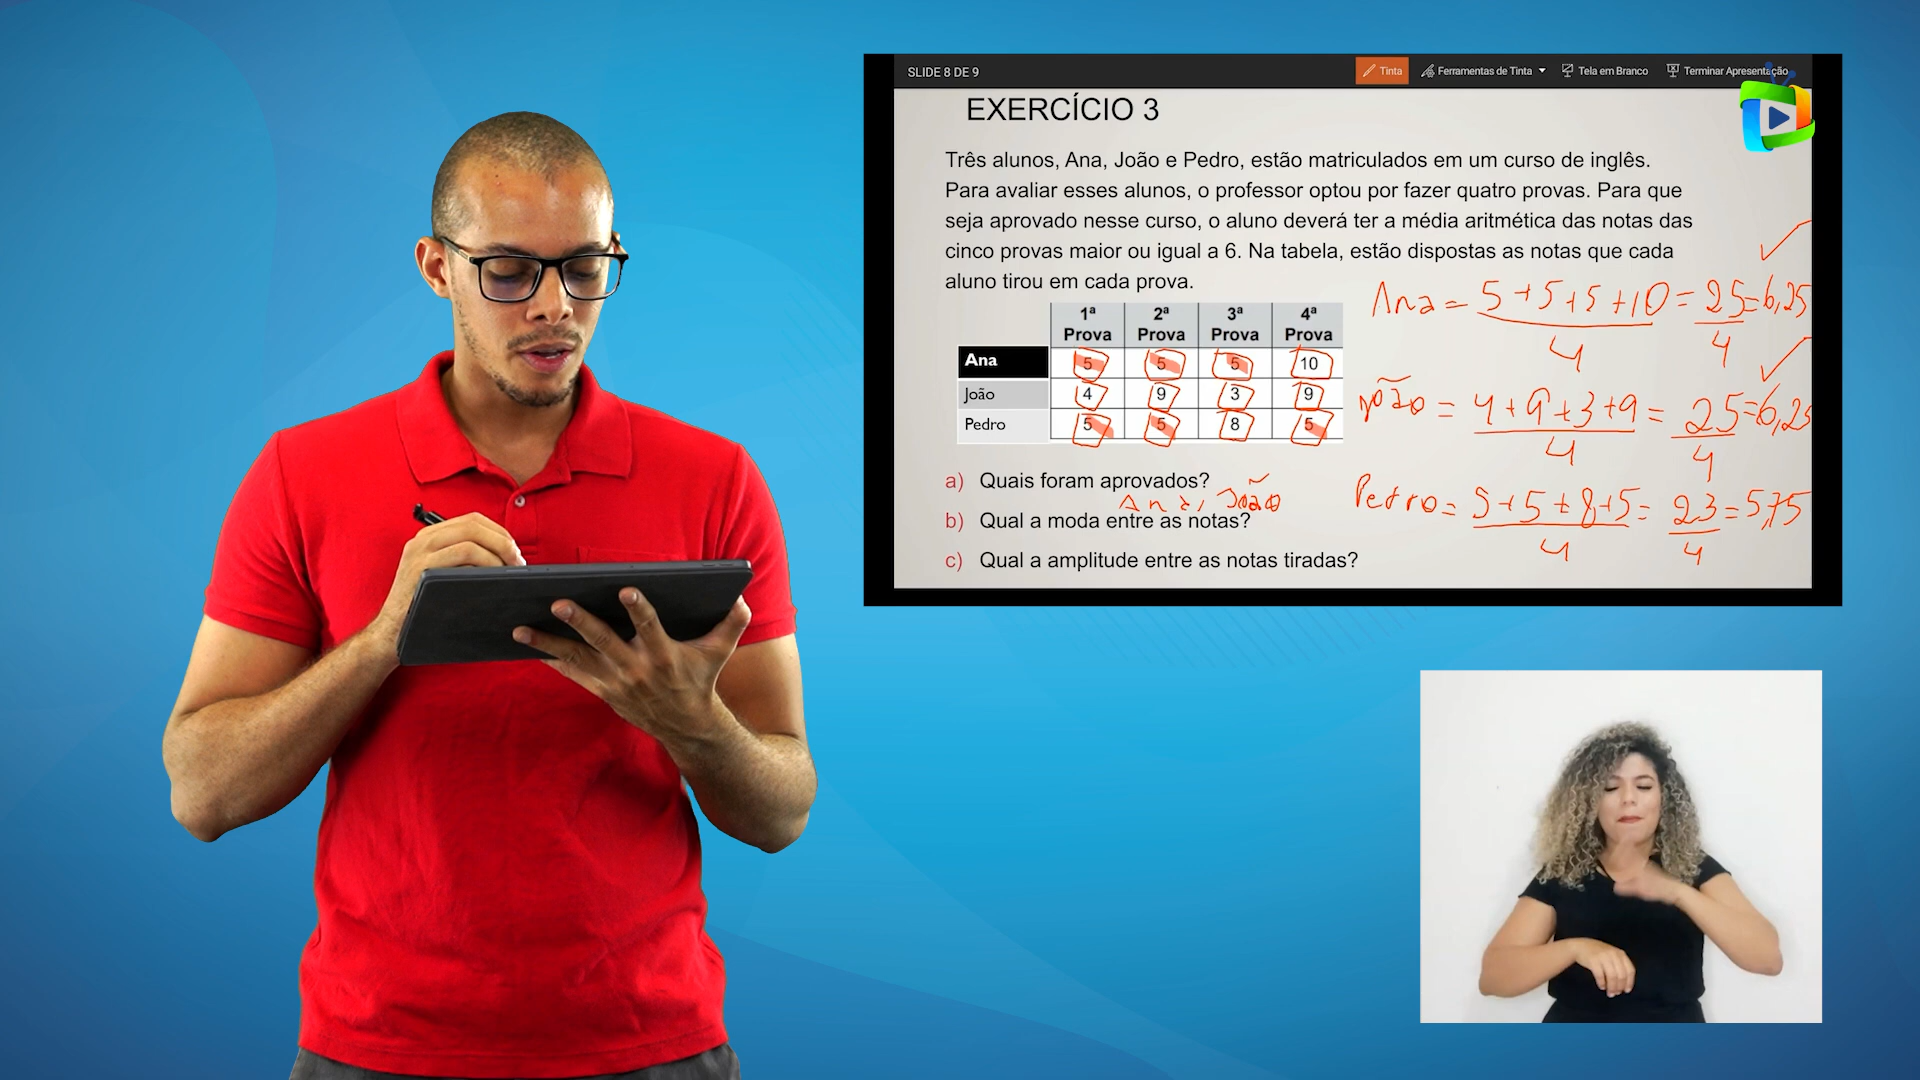 SLIDE 8 DE 9
Tinta
Ferramentas de Tinta
Tela em Branco
Terminar Apresentação
EXERCÍCIO 3
Três alunos, Ana, João e Pedro, estão matriculados em um curso de inglês.
Para avaliar esses alunos, o professor optou por fazer quatro provas. Para que
seja aprovado nesse curso, o aluno deverá ter a média aritmética das notas das
cinco provas maior ou igual a 6. Na tabela, estão dispostas as notas que cada
aluno tirou em cada prova.
1ª Prova 2ª Prova 3ª Prova 4ª Prova
Ana 5 5 5 10
João 4 9 3 9
Pedro 5 5 8 5
Ana = 5+5+5+10 = 25 = 6,25
4 4
João = 4+9+3+9 = 25 = 6,25
4 4
Pedro = 5+5+8+5 = 23 = 5,75
4 4
a) Quais foram aprovados?
Ana, João
b) Qual a moda entre as notas?
c) Qual a amplitude entre as notas tiradas?